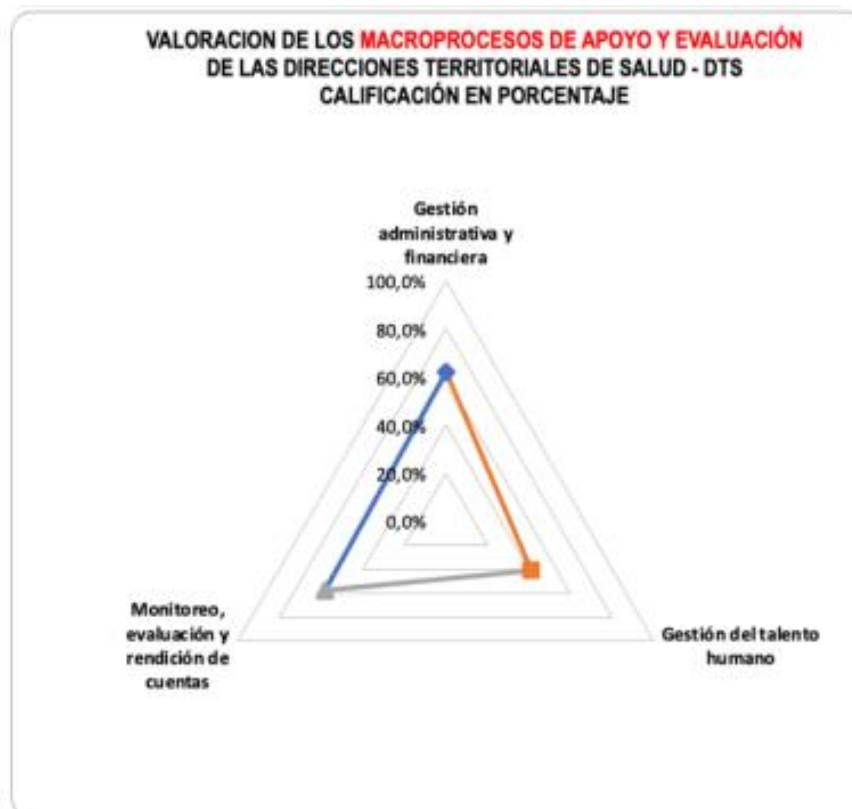 VALORACION DE LOS MACROPROCESOS DE APOYO Y EVALUACIÓN
DE LAS DIRECCIONES TERRITORIALES DE SALUD - DTS
CALIFICACIÓN EN PORCENTAJE
Gestión
administrativa y
financiera
100,0%
80,0%
60,0%
40,0%
20,0%
0,0%
Monitoreo,
evaluación y
rendición de
cuentas
Gestión del talento
humano